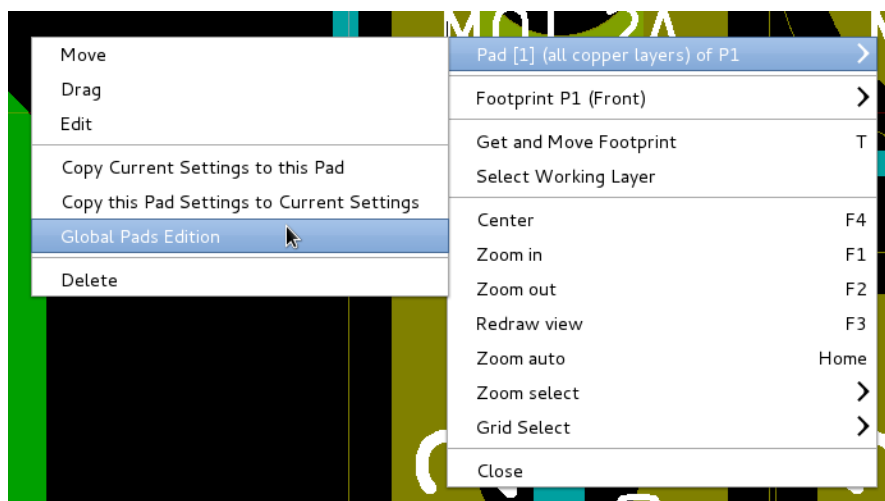 Move
Drag
Edit
Copy Current Settings to this Pad
Copy this Pad Settings to Current Settings
Global Pads Edition
Delete
Pad [1] (all copper layers) of P1
Footprint P1 (Front)
Get and Move Footprint T
Select Working Layer
Center F4
Zoom in F1
Zoom out F2
Redraw view F3
Zoom auto Home
Zoom select
Grid Select
Close